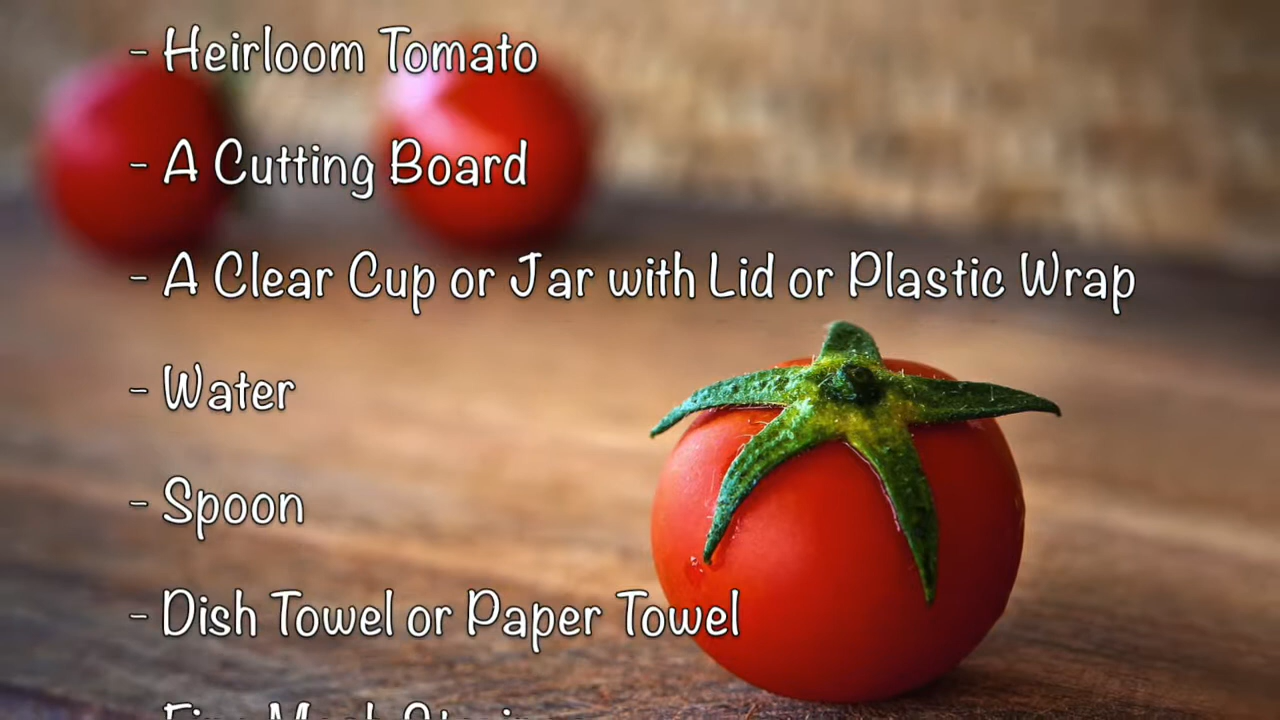 - Heirloom Tomato
- A Cutting Board
- A Clear Cup or Jar with Lid or Plastic Wrap
- Water
- Spoon
- Dish Towel or Paper Towel